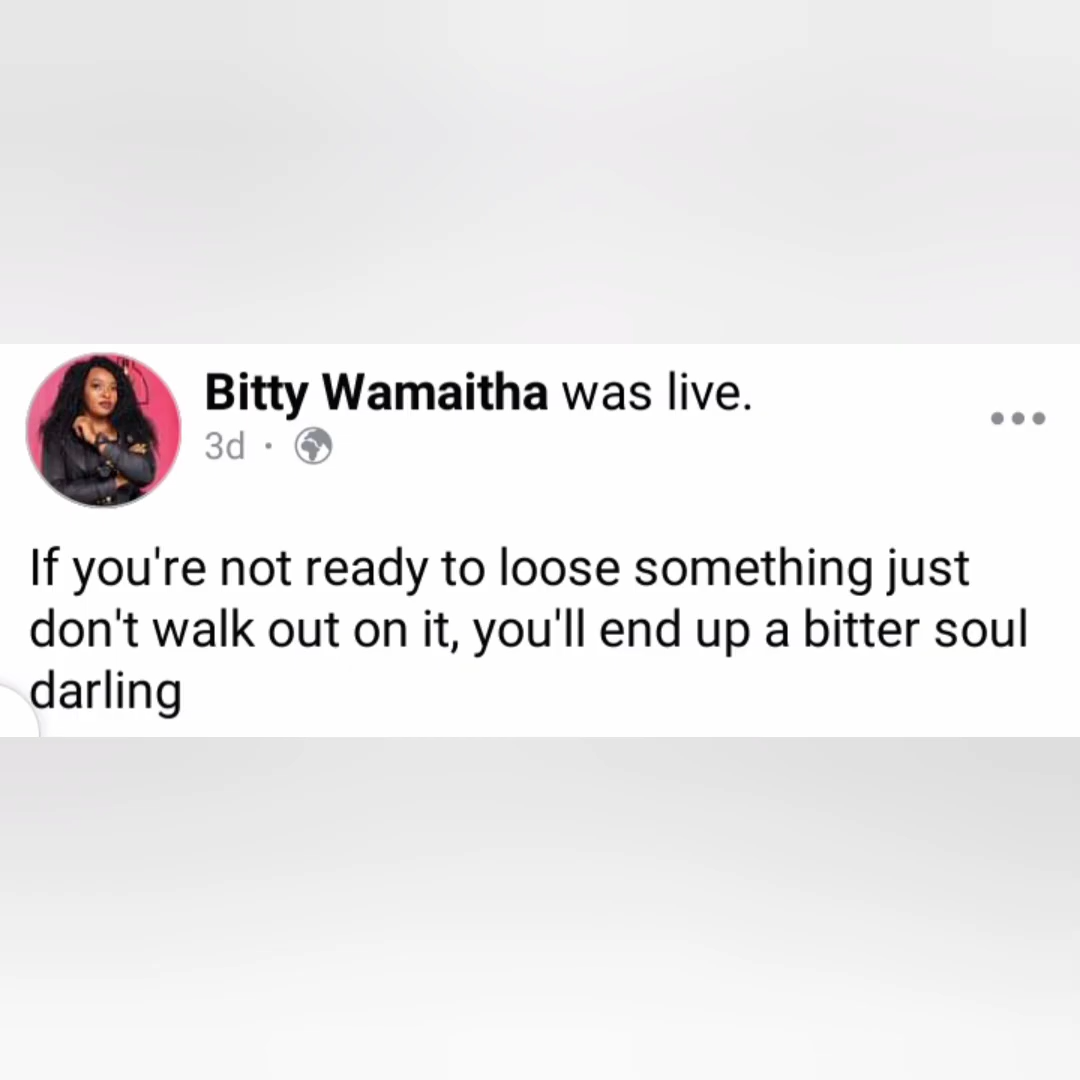 Bitty Wamaitha was live.
3d ·
If you're not ready to loose something just
don't walk out on it, you'll end up a bitter soul
darling